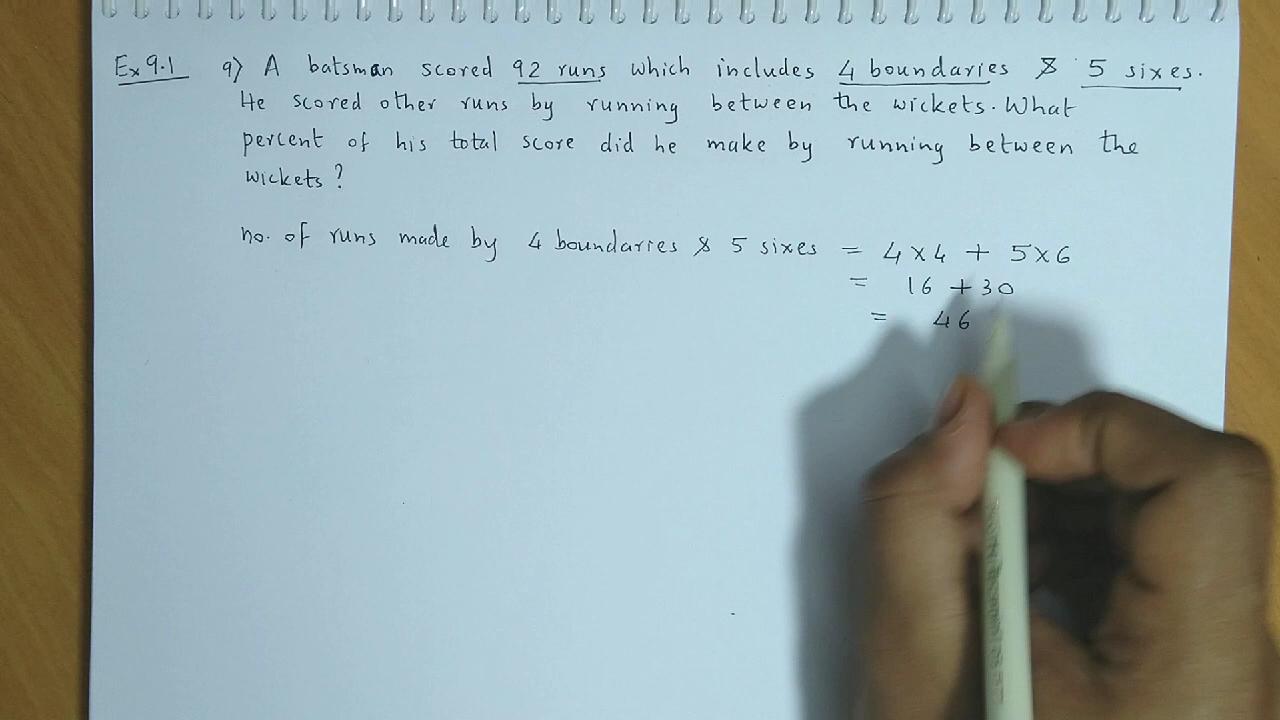 Ex 9.1 9) A batsman scored 92 runs which includes 4 boundaries & 5 sixes.
He scored other runs by running between the wickets. What
percent of his total score did he make by running between the
wickets?
no. of runs made by 4 boundaries & 5 sixes = 4 x 4 + 5 x 6
= 16 + 30
= 46